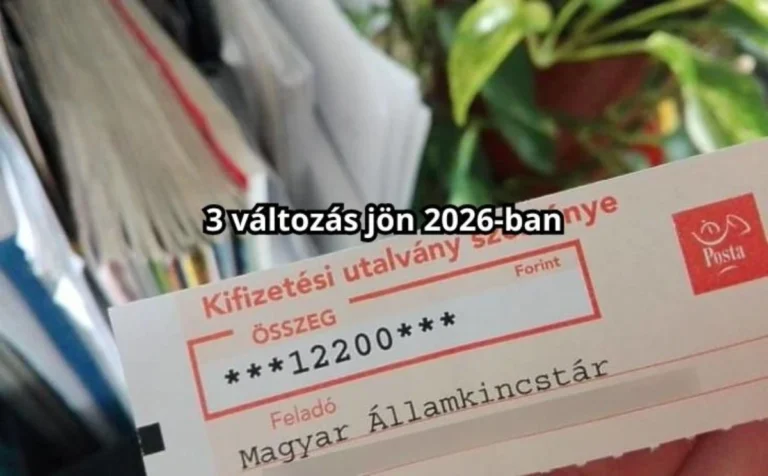 3 változás jön 2026-ban
Kifizetési utalvány
Posta
Forint
ÖSSZEG
***12200***
Feladó
Magyar Államkincstár